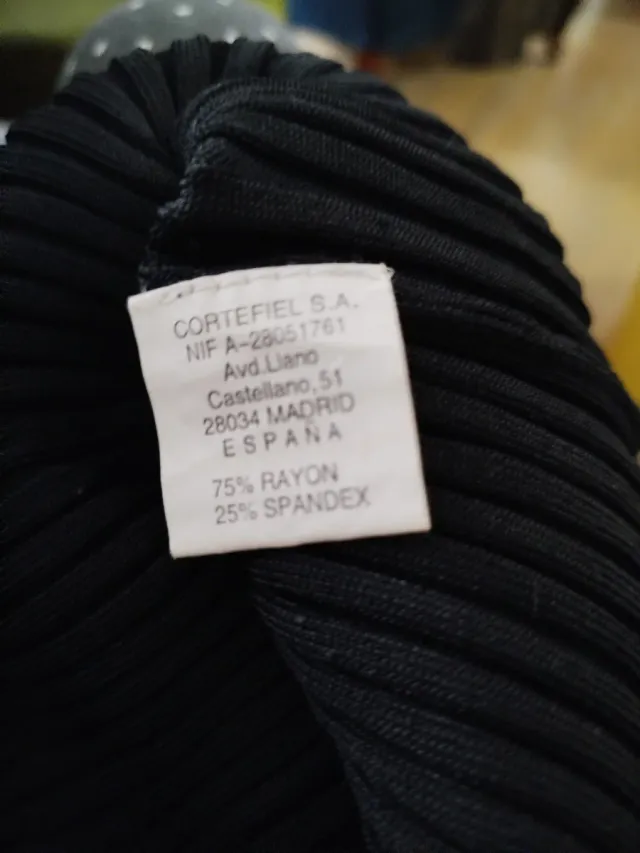 CORTEFIEL S.A.
NIF A-28051761
Avd.Llano
Castellano,51
28034 MADRID
ESPAÑA
75% RAYON
25% SPANDEX